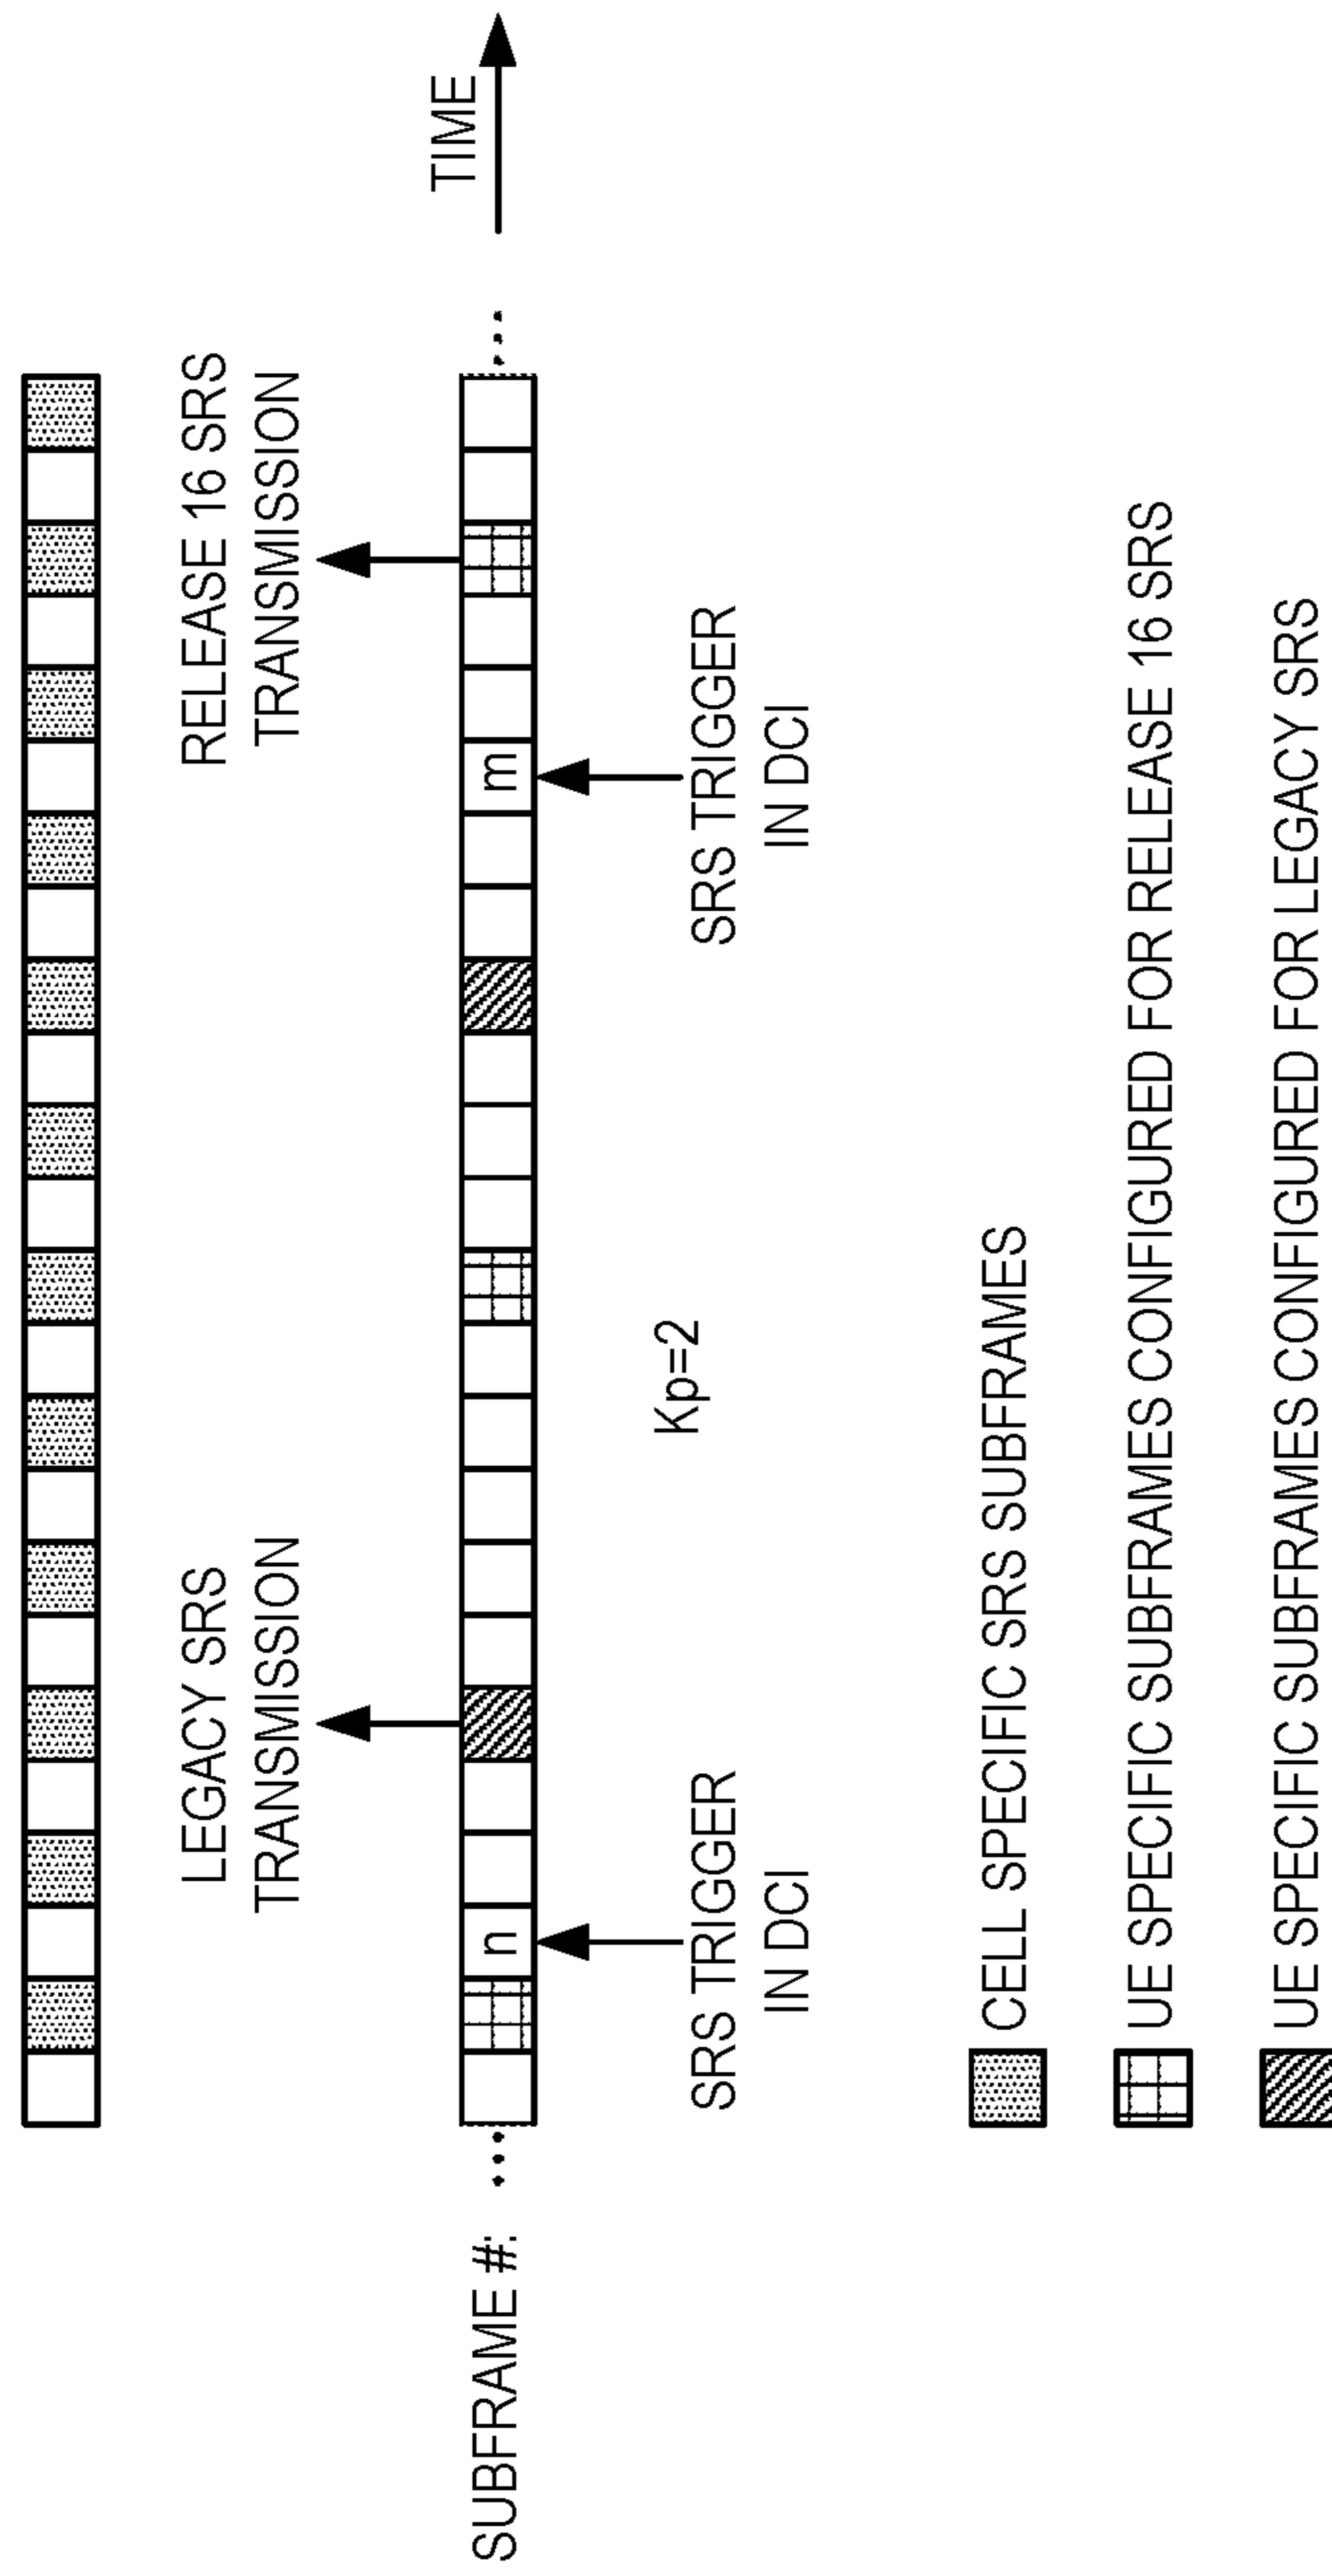 LEGACY SRS
TRANSMISSION
RELEASE 16 SRS
TRANSMISSION
TIME
SUBFRAME #:
n
m
SRS TRIGGER
IN DCI
Kp=2
SRS TRIGGER
IN DCI
CELL SPECIFIC SRS SUBFRAMES
UE SPECIFIC SUBFRAMES CONFIGURED FOR RELEASE 16 SRS
UE SPECIFIC SUBFRAMES CONFIGURED FOR LEGACY SRS